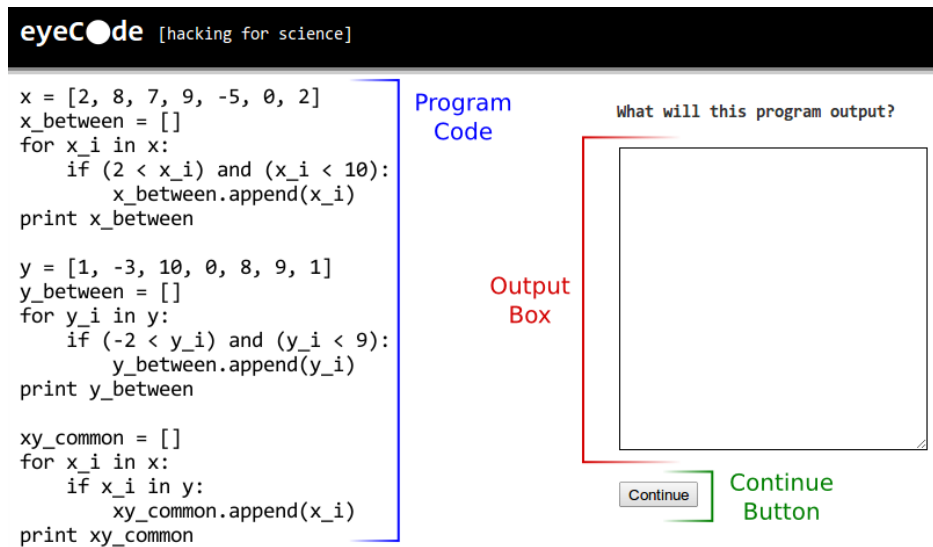 eyeC●de [hacking for science]
x = [2, 8, 7, 9, -5, 0, 2]
x_between = []
for x_i in x:
    if (2 < x_i) and (x_i < 10):
        x_between.append(x_i)
print x_between
y = [1, -3, 10, 0, 8, 9, 1]
y_between = []
for y_i in y:
    if (-2 < y_i) and (y_i < 9):
        y_between.append(y_i)
print y_between
xy_common = []
for x_i in x:
    if x_i in y:
        xy_common.append(x_i)
print xy_common
Program
Code
What will this program output?
Output
Box
Continue
Continue
Button